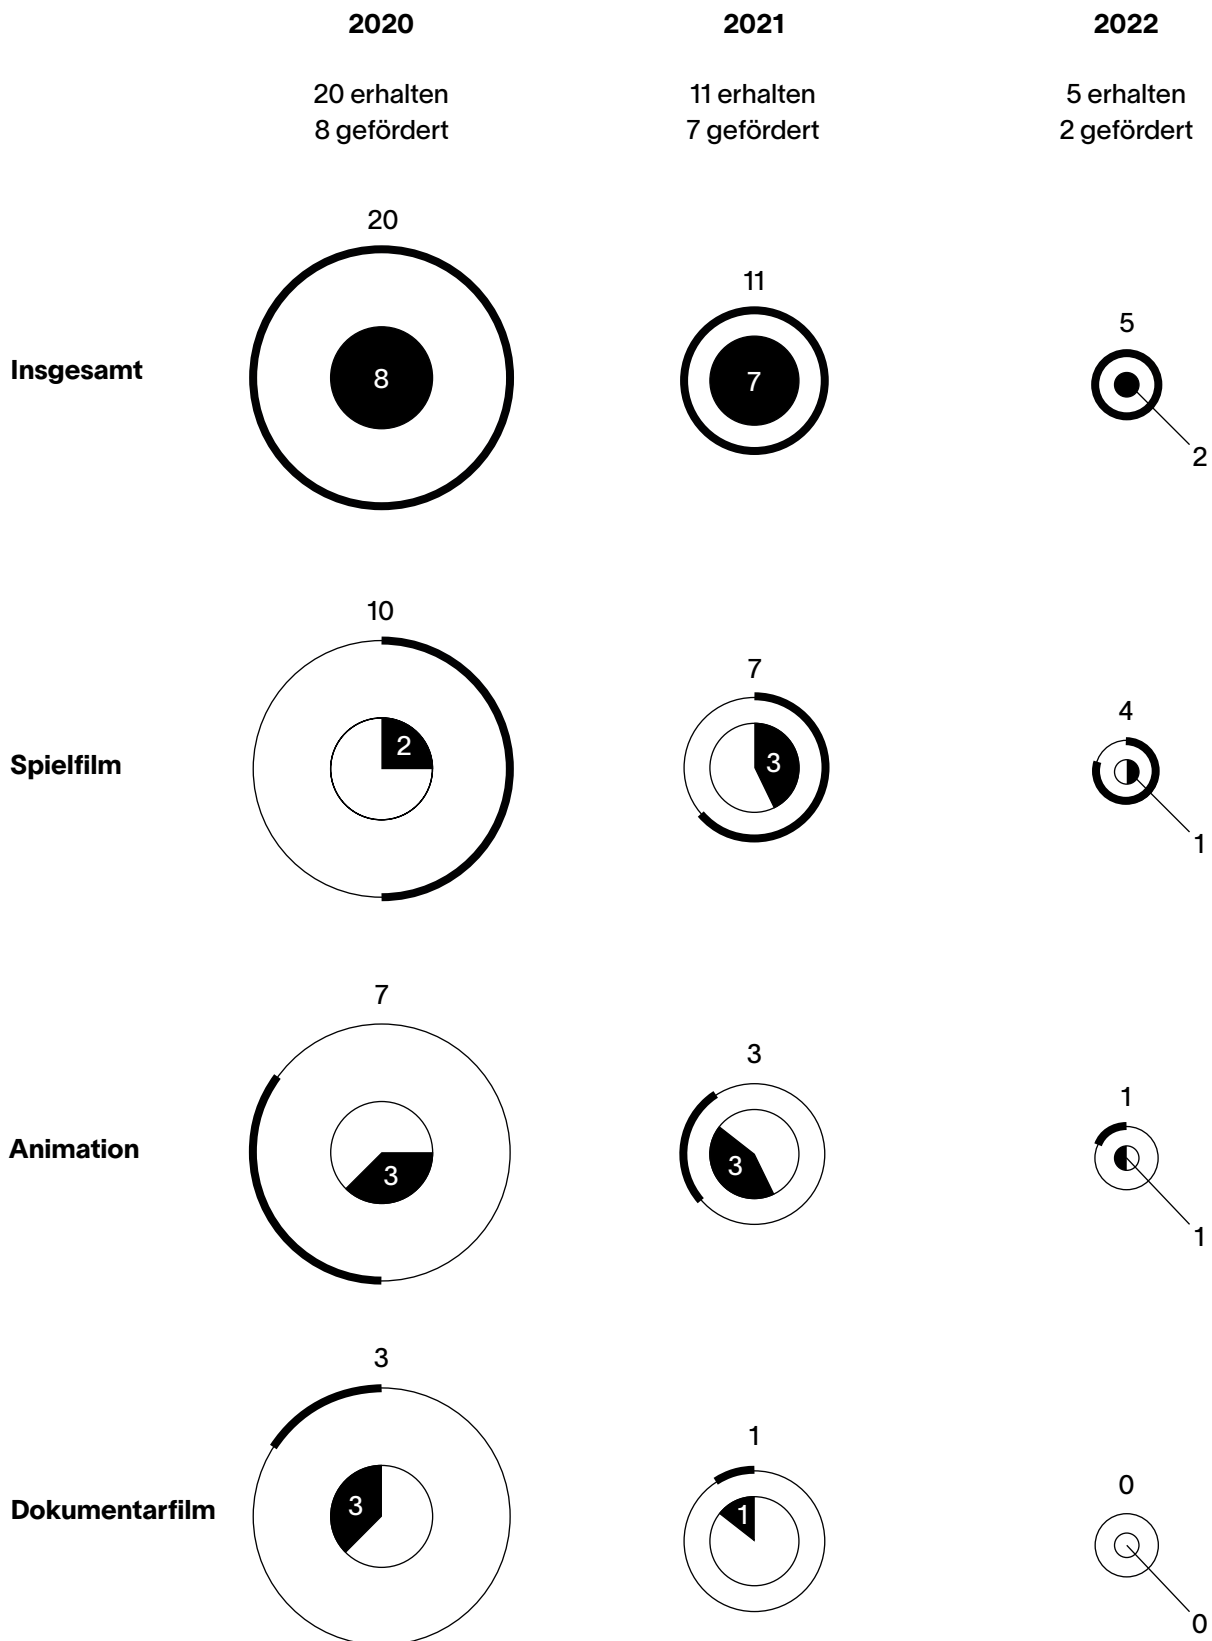 2020
2021
2022
20 erhalten
8 gefördert
11 erhalten
7 gefördert
5 erhalten
2 gefördert
Insgesamt
20
8
11
7
5
2
Spielfilm
10
2
7
3
4
1
Animation
7
3
3
3
1
1
Dokumentarfilm
3
3
1
1
0
0